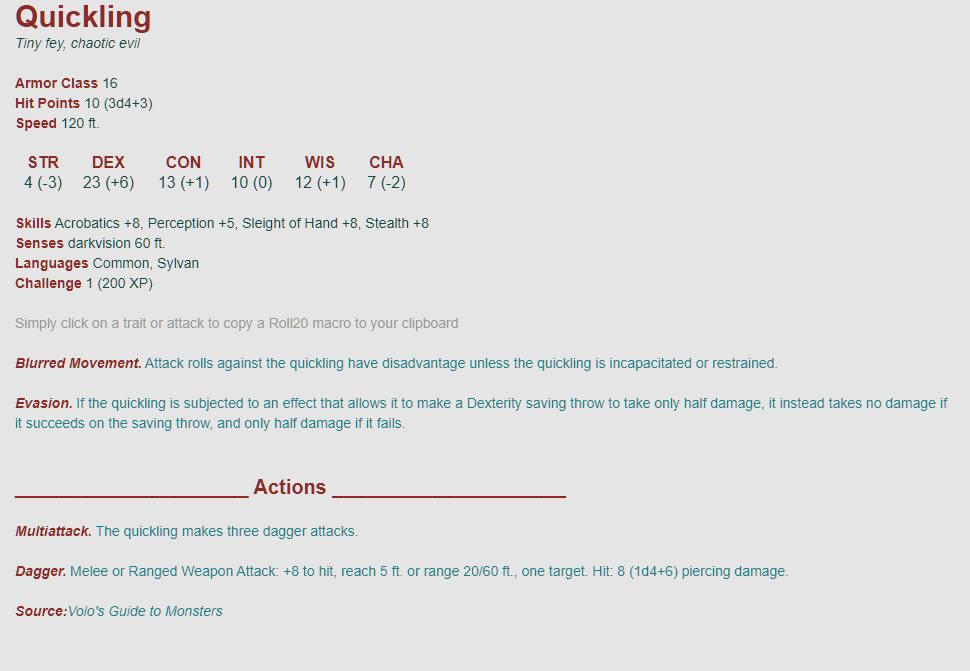 Quickling
Tiny fey, chaotic evil
Armor Class 16
Hit Points 10 (3d4+3)
Speed 120 ft.
STR DEX CON INT WIS CHA
4 (-3) 23 (+6) 13 (+1) 10 (0) 12 (+1) 7 (-2)
Skills Acrobatics +8, Perception +5, Sleight of Hand +8, Stealth +8
Senses darkvision 60 ft.
Languages Common, Sylvan
Challenge 1 (200 XP)
Simply click on a trait or attack to copy a Roll20 macro to your clipboard
Blurred Movement. Attack rolls against the quickling have disadvantage unless the quickling is incapacitated or restrained.
Evasion. If the quickling is subjected to an effect that allows it to make a Dexterity saving throw to take only half damage, it instead takes no damage if
it succeeds on the saving throw, and only half damage if it fails.
_____________________ Actions _____________________
Multiattack. The quickling makes three dagger attacks.
Dagger. Melee or Ranged Weapon Attack: +8 to hit, reach 5 ft. or range 20/60 ft., one target. Hit: 8 (1d4+6) piercing damage.
Source:Volo's Guide to Monsters